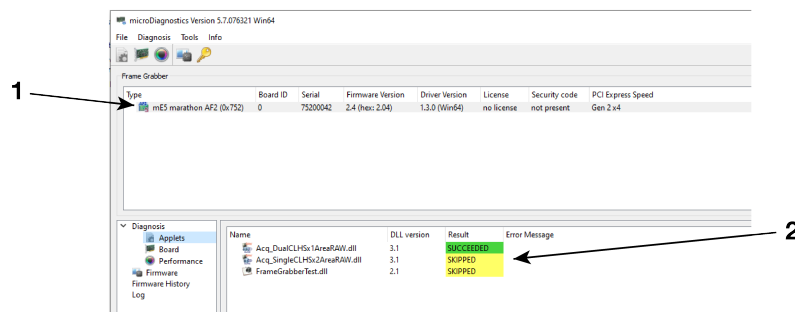 microDiagnostics Version 5.7.076321 Win64
File Diagnosis Tools Info
Frame Grabber
1
Type Board ID Serial Firmware Version Driver Version License Security code PCI Express Speed
mE5 marathon AF2 (0x752) 0 75200042 2.4 (hex: 2.04) 1.3.0 (Win64) no license not present Gen 2 x4
Diagnosis
Applets
Board
Performance
Firmware
Firmware History
Log
Name DLL version Result Error Message
Acq_DualCLHSx1AreaRAW.dll 3.1 SUCCEEDED
Acq_SingleCLHSx2AreaRAW.dll 3.1 SKIPPED
FrameGrabberTest.dll 2.1 SKIPPED
2